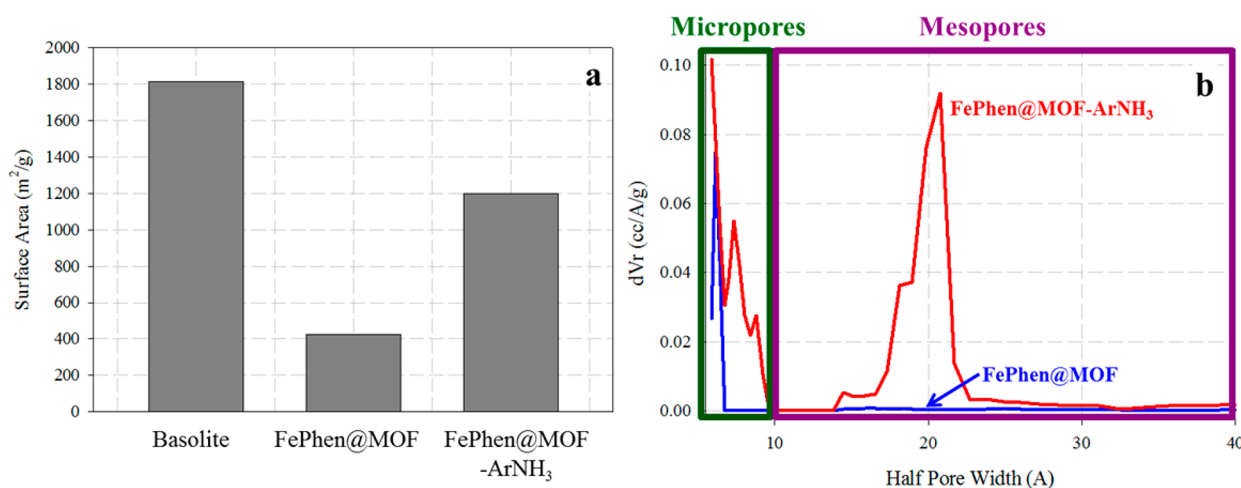 a
Surface Area (m²/g)
2000
1800
1600
1400
1200
1000
800
600
400
200
0
Basolite
FePhen@MOF
FePhen@MOF
-ArNH₃
Micropores
Mesopores
b
dVr (cc/A/g)
0.10
0.08
0.06
0.04
0.02
0.00
FePhen@MOF-ArNH₃
FePhen@MOF
10
20
30
40
Half Pore Width (A)